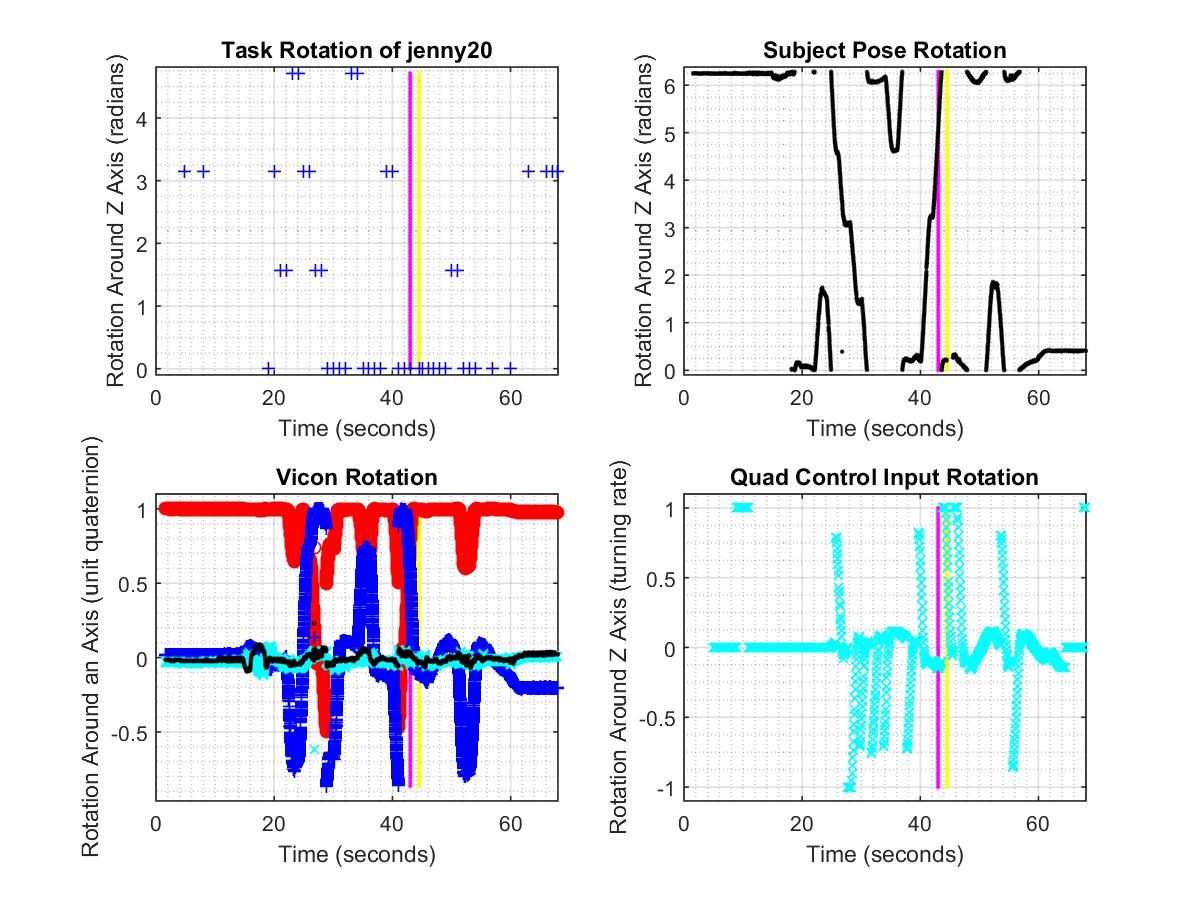 Task Rotation of jenny20
Rotation Around Z Axis (radians)
4
3
2
1
0
0 20 40 60
Time (seconds)
Subject Pose Rotation
Rotation Around Z Axis (radians)
6
5
4
3
2
1
0
0 20 40 60
Time (seconds)
Vicon Rotation
Rotation Around an Axis (unit quaternion)
1
0.5
0
-0.5
0 20 40 60
Time (seconds)
Quad Control Input Rotation
Rotation Around Z Axis (turning rate)
1
0.5
0
-0.5
-1
0 20 40 60
Time (seconds)